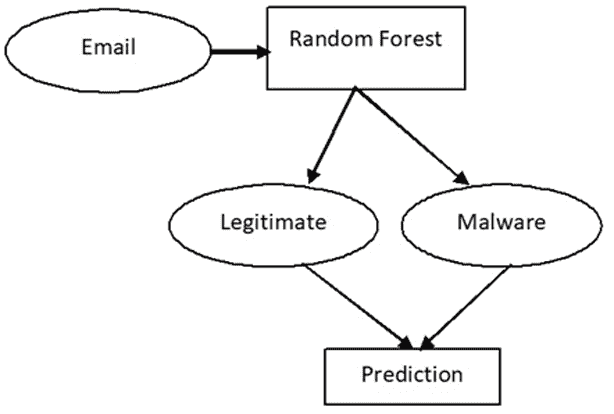 Email
Random Forest
Legitimate
Malware
Prediction